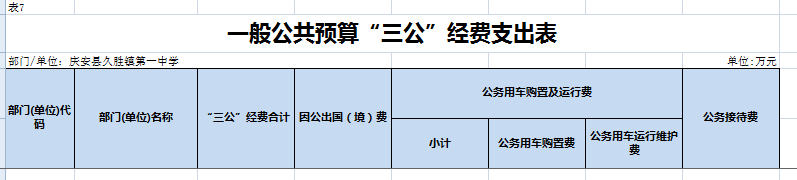 表7
一般公共预算“三公”经费支出表
部门/单位: 庆安县久胜镇第一中学 单位:万元
部门(单位)代码 部门(单位)名称 “三公”经费合计 因公出国（境）费 公务用车购置及运行费 公务接待费
小计 公务用车购置费 公务用车运行维护费